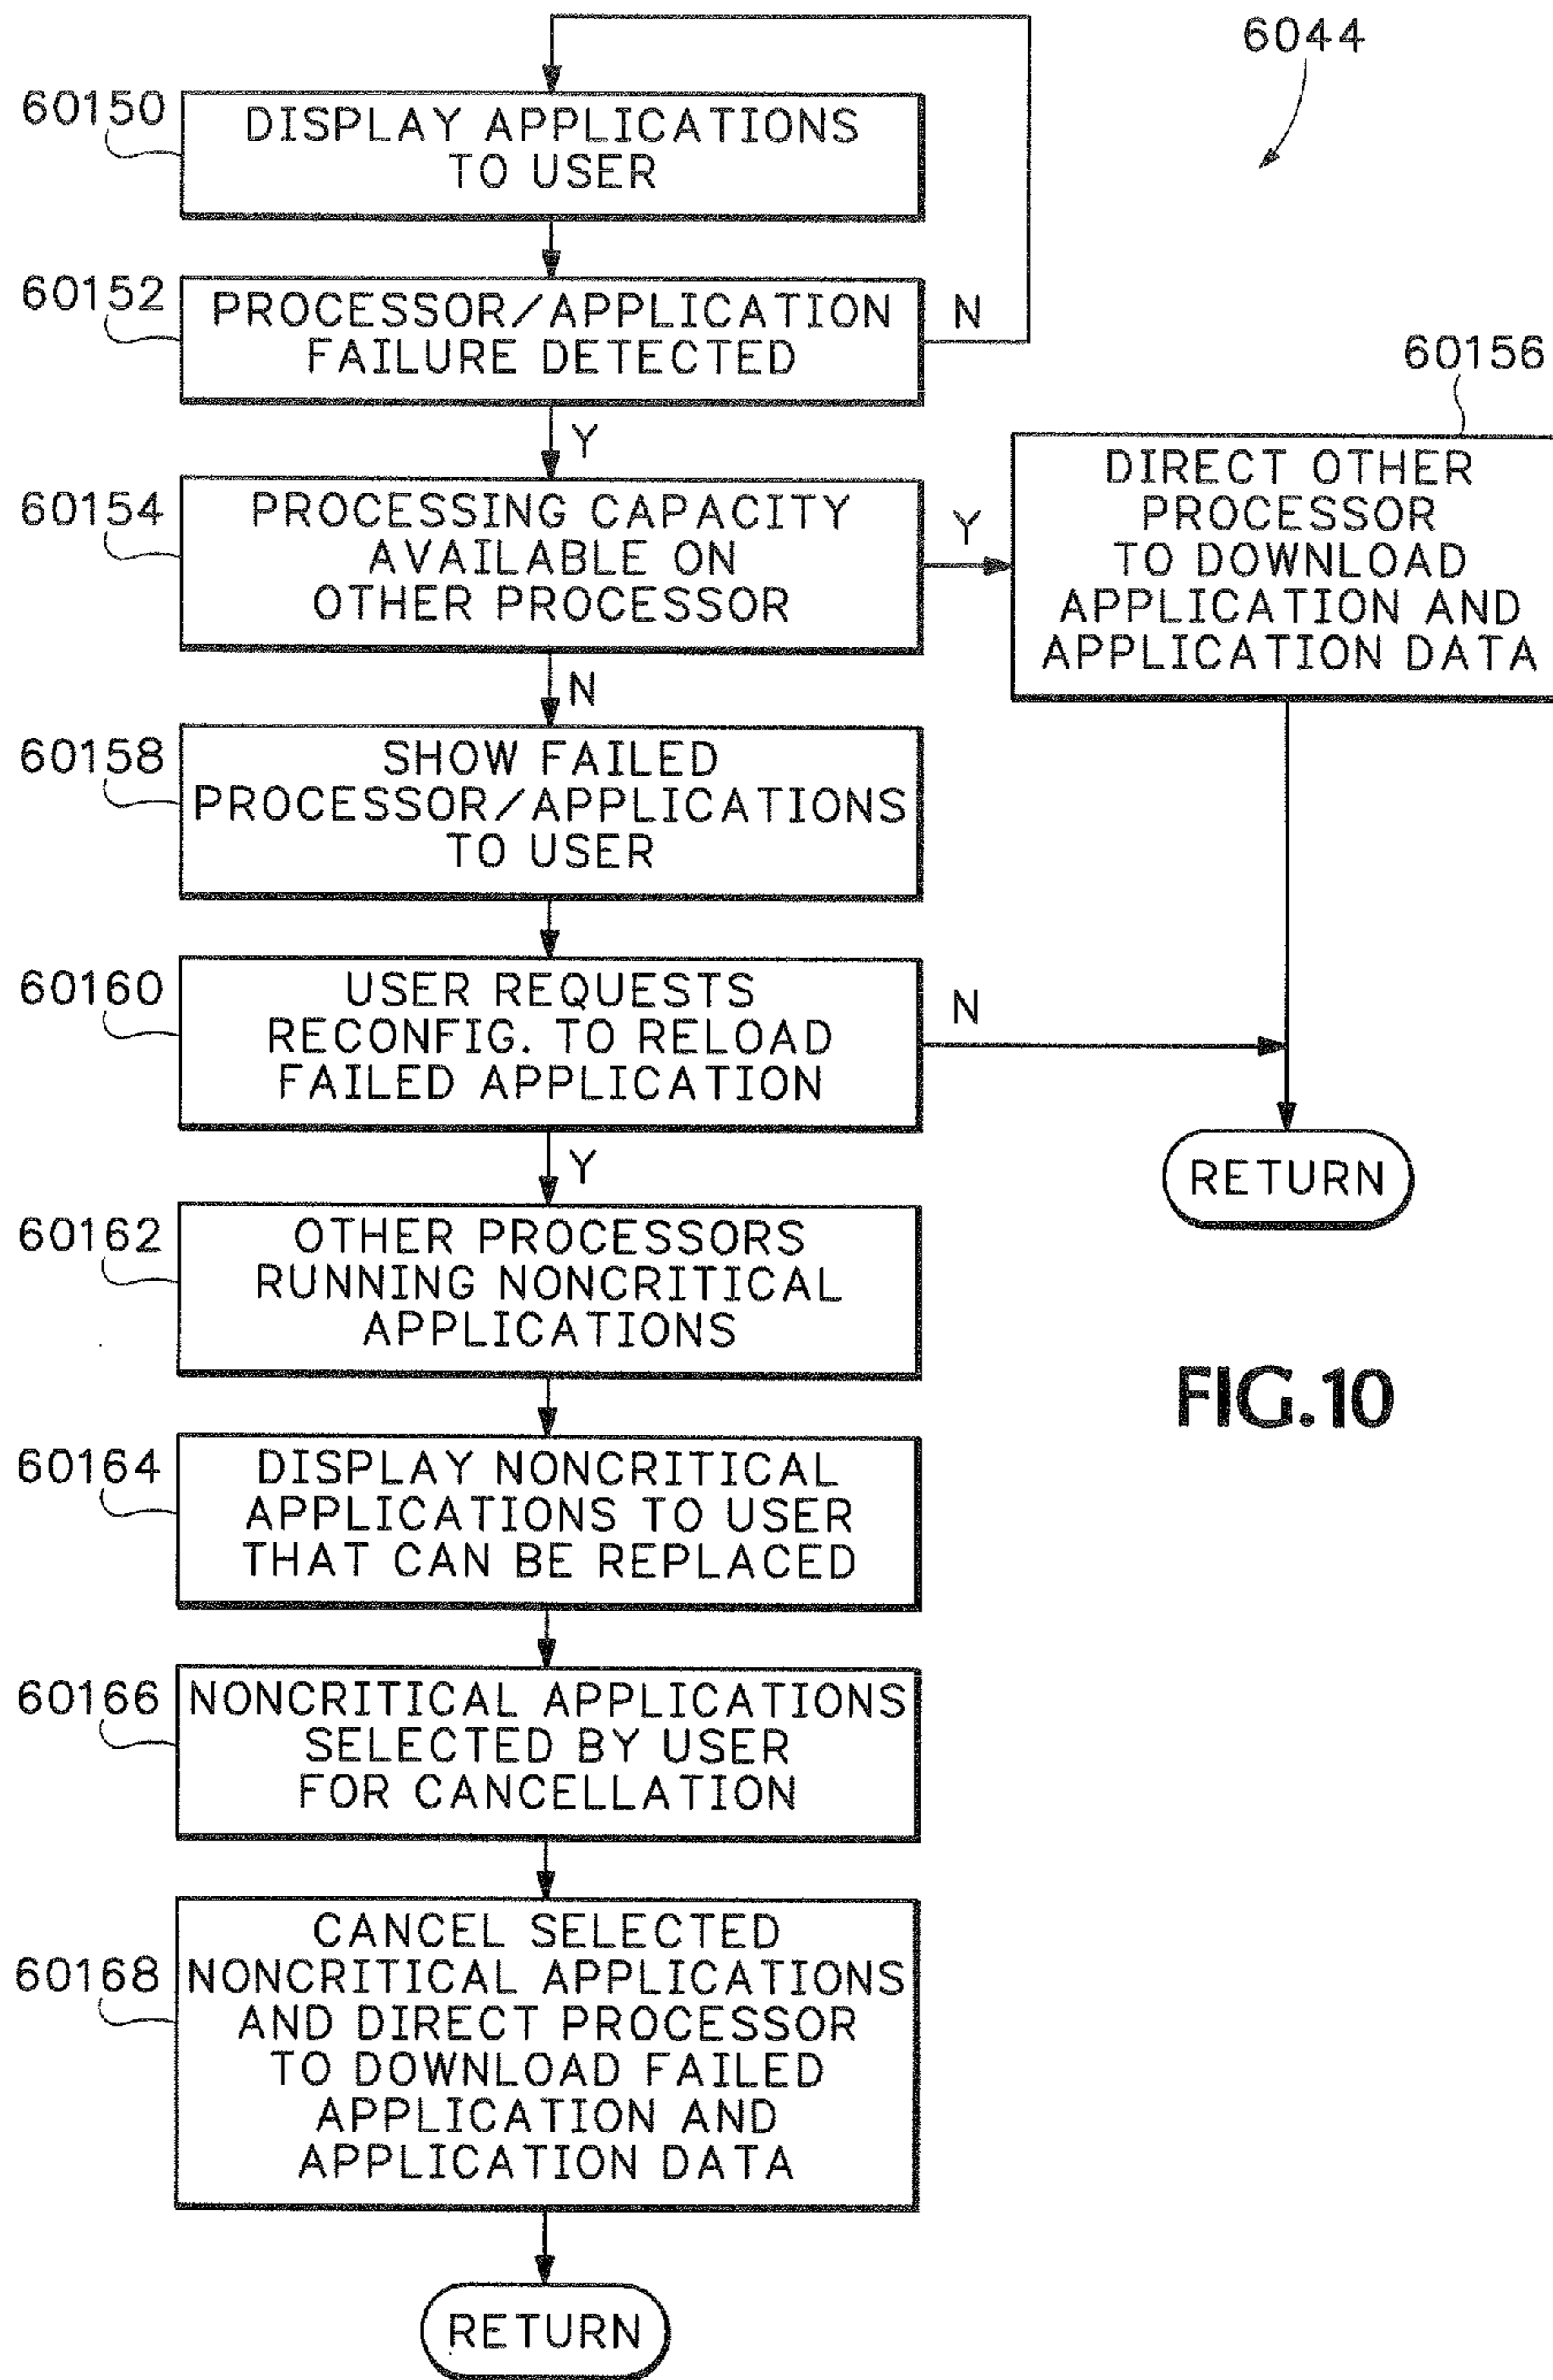 6044
60150
DISPLAY APPLICATIONS
TO USER
60152
PROCESSOR/APPLICATION
FAILURE DETECTED
N
Y
60154
PROCESSING CAPACITY
AVAILABLE ON
OTHER PROCESSOR
Y
60156
DIRECT OTHER
PROCESSOR
TO DOWNLOAD
APPLICATION AND
APPLICATION DATA
N
60158
SHOW FAILED
PROCESSOR/APPLICATIONS
TO USER
60160
USER REQUESTS
RECONFIG. TO RELOAD
FAILED APPLICATION
N
RETURN
Y
60162
OTHER PROCESSORS
RUNNING NONCRITICAL
APPLICATIONS
60164
DISPLAY NONCRITICAL
APPLICATIONS TO USER
THAT CAN BE REPLACED
60166
NONCRITICAL APPLICATIONS
SELECTED BY USER
FOR CANCELLATION
60168
CANCEL SELECTED
NONCRITICAL APPLICATIONS
AND DIRECT PROCESSOR
TO DOWNLOAD FAILED
APPLICATION AND
APPLICATION DATA
RETURN
FIG.10